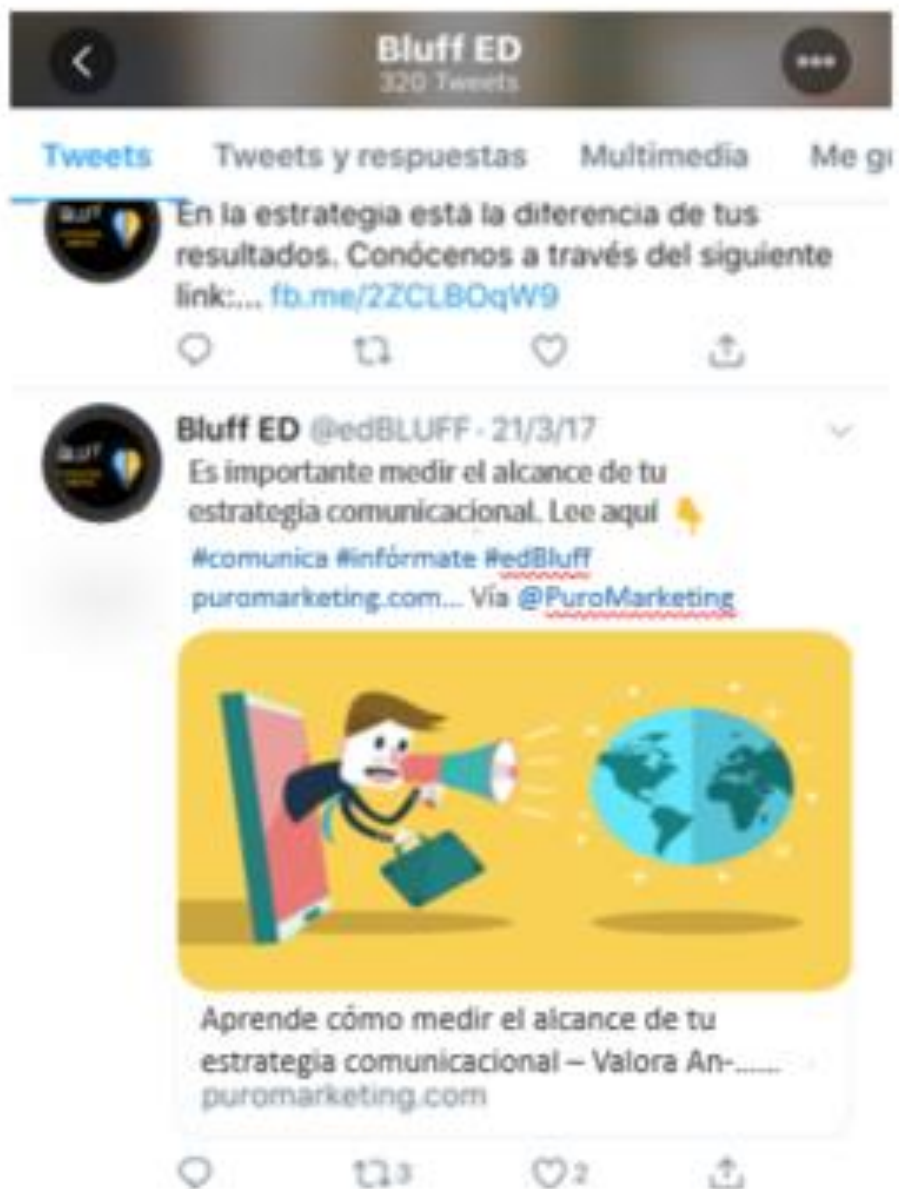 Bluff ED
320 Tweets
Tweets
Tweets y respuestas
Multimedia
Me g
En la estrategia está la diferencia de tus
resultados. Conócenos a través del siguiente
link:... fb.me/2ZCLBOqW9
Bluff ED @edBLUFF · 21/3/17
Es importante medir el alcance de tu
estrategia comunicacional. Lee aquí 👇
#comunica #infórmate #edBluff
puromarketing.com... Vía @PuroMarketing
Aprende cómo medir el alcance de tu
estrategia comunicacional – Valora An-......
puromarketing.com
3
2